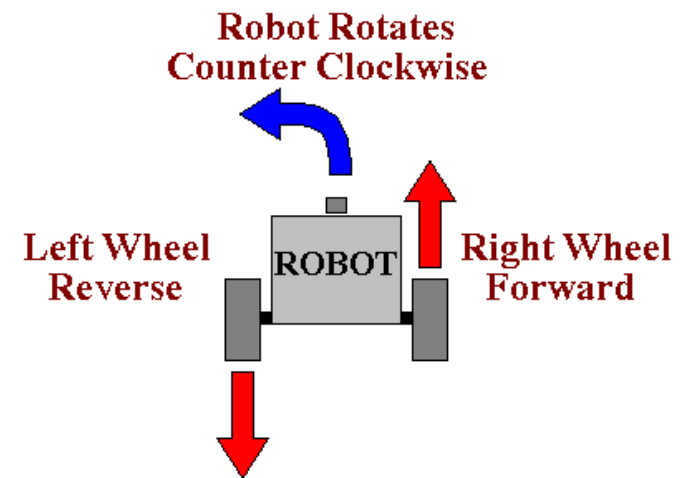 Robot Rotates
Counter Clockwise
Left Wheel
Reverse
ROBOT
Right Wheel
Forward